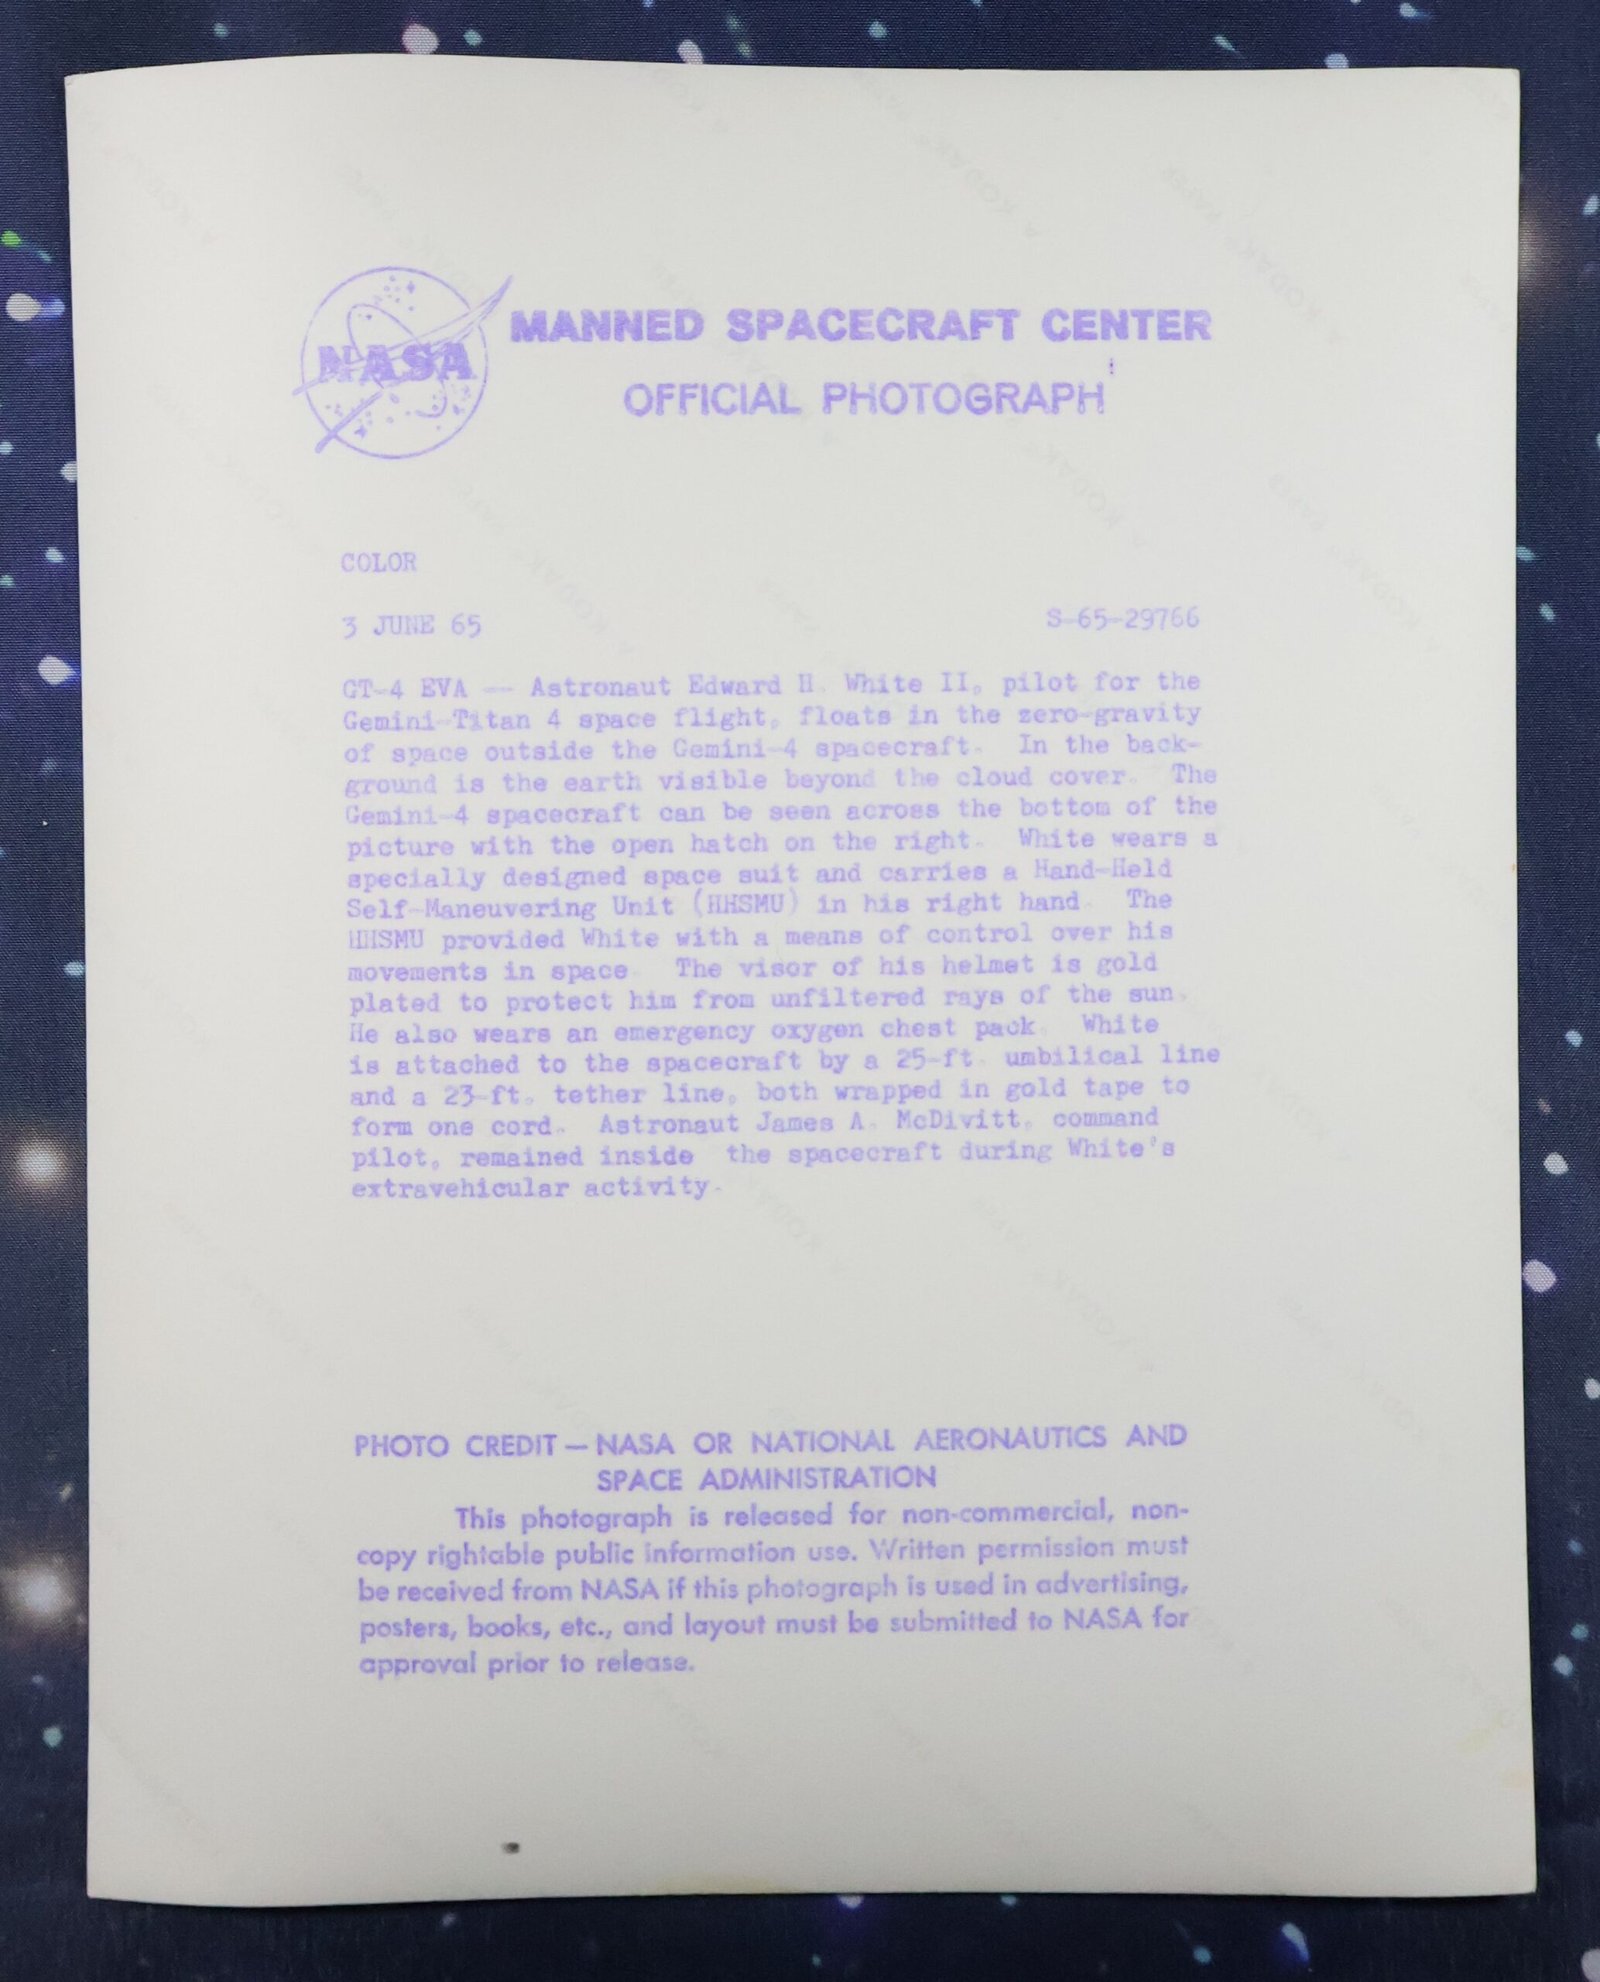 NASA
MANNED SPACECRAFT CENTER
OFFICIAL PHOTOGRAPH
COLOR
3 JUNE 65 S-65-29766
GT-4 EVA -- Astronaut Edward H. White II, pilot for the
Gemini-Titan 4 space flight, floats in the zero-gravity
of space outside the Gemini-4 spacecraft. In the back-
ground is the earth visible beyond the cloud cover. The
Gemini-4 spacecraft can be seen across the bottom of the
picture with the open hatch on the right. White wears a
specially designed space suit and carries a Hand-Held
Self-Maneuvering Unit (HHSMU) in his right hand. The
HHSMU provided White with a means of control over his
movements in space. The visor of his helmet is gold
plated to protect him from unfiltered rays of the sun.
He also wears an emergency oxygen chest pack. White
is attached to the spacecraft by a 25-ft. umbilical line
and a 23-ft. tether line, both wrapped in gold tape to
form one cord. Astronaut James A. McDivitt, command
pilot, remained inside the spacecraft during White's
extravehicular activity.
PHOTO CREDIT — NASA OR NATIONAL AERONAUTICS AND
SPACE ADMINISTRATION
This photograph is released for non-commercial, non-
copy rightable public information use. Written permission must
be received from NASA if this photograph is used in advertising,
posters, books, etc., and layout must be submitted to NASA for
approval prior to release.